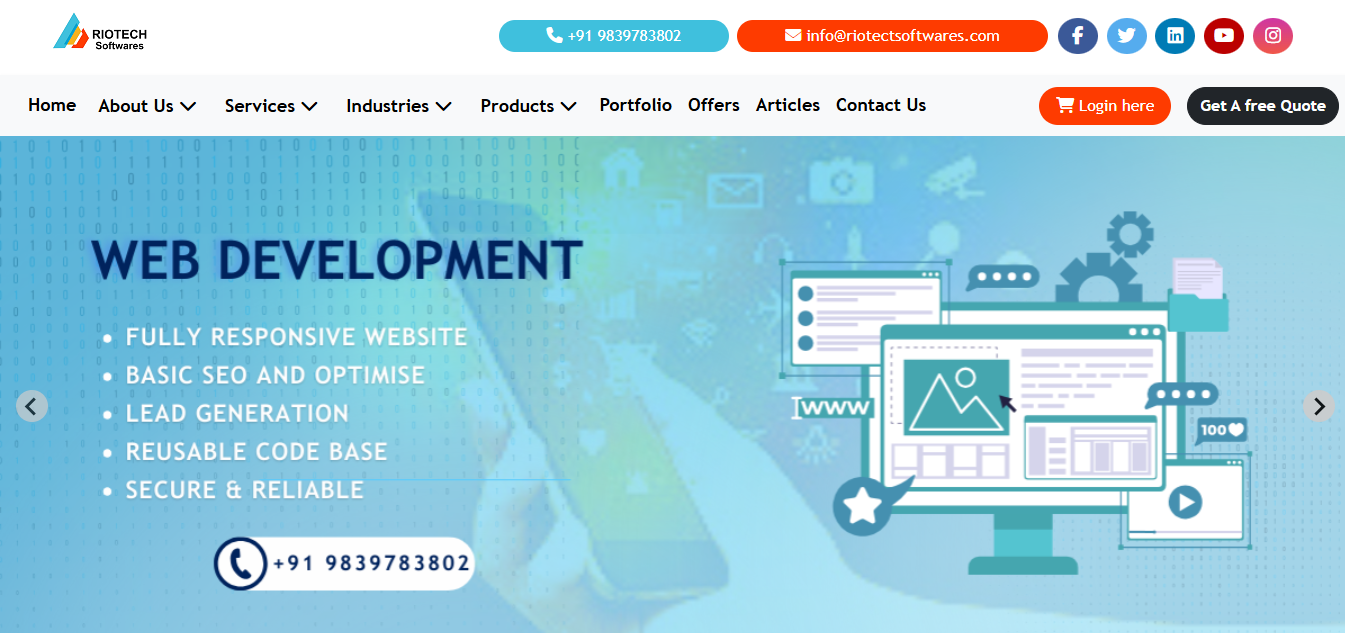 RIOTECH
Softwares
+91 9839783802
info@riotectsoftwares.com
Home About Us Services Industries Products Portfolio Offers Articles Contact Us
Login here
Get A free Quote
WEB DEVELOPMENT
• FULLY RESPONSIVE WEBSITE
• BASIC SEO AND OPTIMISE
• LEAD GENERATION
• REUSABLE CODE BASE
• SECURE & RELIABLE
+91 9839783802
WWW
100